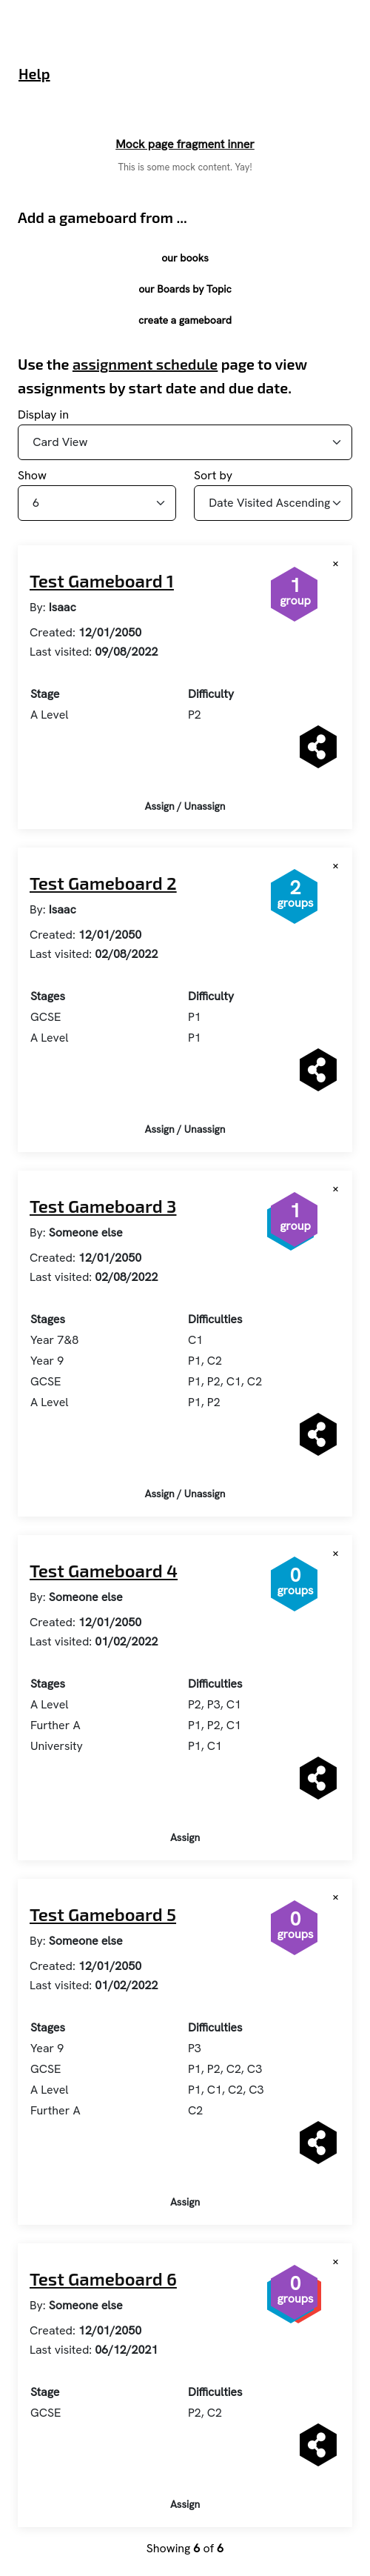 Help
Mock page fragment inner
This is some mock content. Yay!
Add a gameboard from ...
our books
our Boards by Topic
create a gameboard
Use the assignment schedule page to view
assignments by start date and due date.
Display in
Card View
Show Sort by
6 Date Visited Ascending
×
Test Gameboard 1
1
group
By: Isaac
Created: 12/01/2050
Last visited: 09/08/2022
Stage Difficulty
A Level P2
Assign / Unassign
×
Test Gameboard 2
2
groups
By: Isaac
Created: 12/01/2050
Last visited: 02/08/2022
Stages Difficulty
GCSE P1
A Level P1
Assign / Unassign
×
Test Gameboard 3
1
group
By: Someone else
Created: 12/01/2050
Last visited: 02/08/2022
Stages Difficulties
Year 7&8 C1
Year 9 P1, C2
GCSE P1, P2, C1, C2
A Level P1, P2
Assign / Unassign
×
Test Gameboard 4
0
groups
By: Someone else
Created: 12/01/2050
Last visited: 01/02/2022
Stages Difficulties
A Level P2, P3, C1
Further A P1, P2, C1
University P1, C1
Assign
×
Test Gameboard 5
0
groups
By: Someone else
Created: 12/01/2050
Last visited: 01/02/2022
Stages Difficulties
Year 9 P3
GCSE P1, P2, C2, C3
A Level P1, C1, C2, C3
Further A C2
Assign
×
Test Gameboard 6
0
groups
By: Someone else
Created: 12/01/2050
Last visited: 06/12/2021
Stage Difficulties
GCSE P2, C2
Assign
Showing 6 of 6